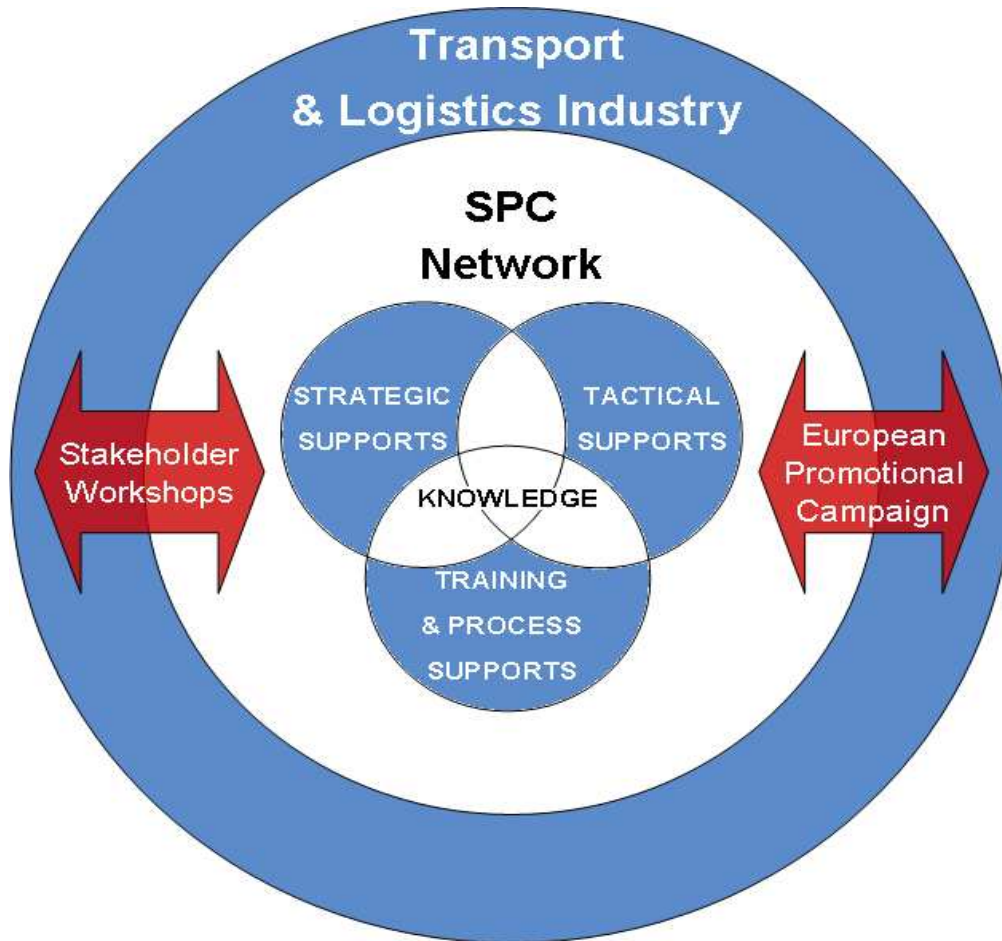 Transport
& Logistics Industry
SPC
Network
STRATEGIC
SUPPORTS
TACTICAL
SUPPORTS
Stakeholder
Workshops
European
Promotional
Campaign
KNOWLEDGE
TRAINING
& PROCESS
SUPPORTS